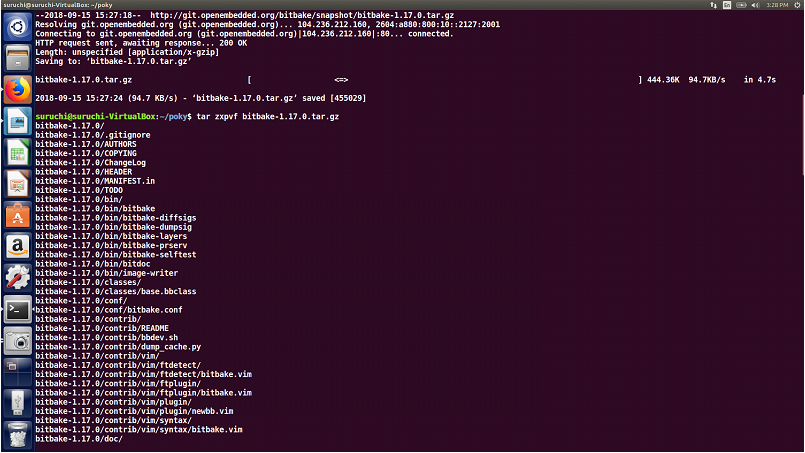 suruchi@suruchi-VirtualBox: ~/poky
En
3:28 PM
--2018-09-15 15:27:18--  http://git.openembedded.org/bitbake/snapshot/bitbake-1.17.0.tar.gz
Resolving git.openembedded.org (git.openembedded.org)... 104.236.212.160, 2604:a880:800:10::2127:2001
Connecting to git.openembedded.org (git.openembedded.org)|104.236.212.160|:80... connected.
HTTP request sent, awaiting response... 200 OK
Length: unspecified [application/x-gzip]
Saving to: ‘bitbake-1.17.0.tar.gz’
bitbake-1.17.0.tar.gz [ <=> ] 444.36K 94.7KB/s in 4.7s
2018-09-15 15:27:24 (94.7 KB/s) - ‘bitbake-1.17.0.tar.gz’ saved [455029]
suruchi@suruchi-VirtualBox:~/poky$ tar zxpvf bitbake-1.17.0.tar.gz
bitbake-1.17.0/
bitbake-1.17.0/.gitignore
bitbake-1.17.0/AUTHORS
bitbake-1.17.0/COPYING
bitbake-1.17.0/ChangeLog
bitbake-1.17.0/HEADER
bitbake-1.17.0/MANIFEST.in
bitbake-1.17.0/TODO
bitbake-1.17.0/bin/
bitbake-1.17.0/bin/bitbake
bitbake-1.17.0/bin/bitbake-diffsigs
bitbake-1.17.0/bin/bitbake-dumpsig
bitbake-1.17.0/bin/bitbake-layers
bitbake-1.17.0/bin/bitbake-prserv
bitbake-1.17.0/bin/bitbake-selftest
bitbake-1.17.0/bin/bitdoc
bitbake-1.17.0/bin/image-writer
bitbake-1.17.0/classes/
bitbake-1.17.0/classes/base.bbclass
bitbake-1.17.0/conf/
bitbake-1.17.0/conf/bitbake.conf
bitbake-1.17.0/contrib/
bitbake-1.17.0/contrib/README
bitbake-1.17.0/contrib/bbdev.sh
bitbake-1.17.0/contrib/dump_cache.py
bitbake-1.17.0/contrib/vim/
bitbake-1.17.0/contrib/vim/ftdetect/
bitbake-1.17.0/contrib/vim/ftdetect/bitbake.vim
bitbake-1.17.0/contrib/vim/ftplugin/
bitbake-1.17.0/contrib/vim/ftplugin/bitbake.vim
bitbake-1.17.0/contrib/vim/plugin/
bitbake-1.17.0/contrib/vim/plugin/newbb.vim
bitbake-1.17.0/contrib/vim/syntax/
bitbake-1.17.0/contrib/vim/syntax/bitbake.vim
bitbake-1.17.0/doc/